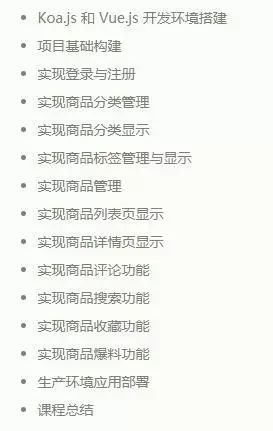 Koa.js 和 Vue.js 开发环境搭建
项目基础构建
实现登录与注册
实现商品分类管理
实现商品分类显示
实现商品标签管理与显示
实现商品管理
实现商品列表页显示
实现商品详情页显示
实现商品评论功能
实现商品搜索功能
实现商品收藏功能
实现商品爆料功能
生产环境应用部署
课程总结